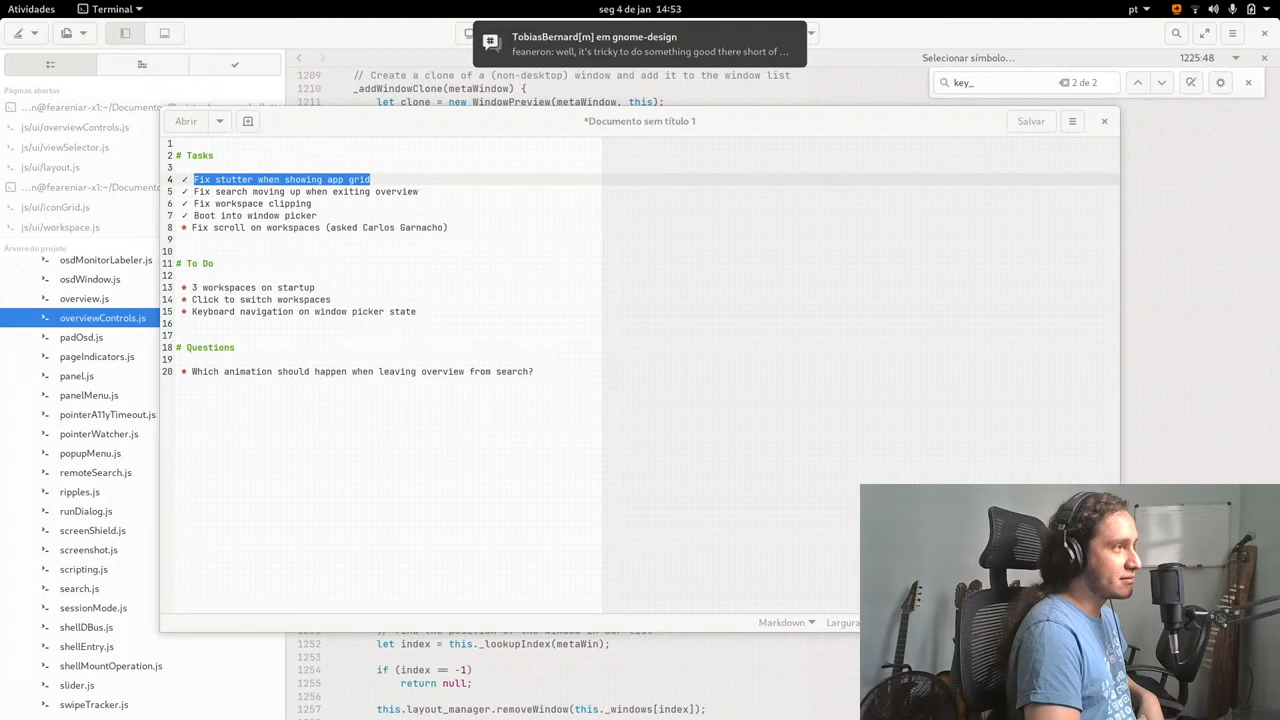 Atividades
Terminal
seg 4 de jan 14:53
pt
TobiasBernard[m] em gnome-design
feaneron: well, it's tricky to do something good there short of ...
Selecionar símbolo...
1225:48
key_
2 de 2
Páginas abertas
...n@feareniar-x1:~/Documento
js/ui/overviewControls.js
js/ui/viewSelector.js
js/ui/layout.js
...n@feareniar-x1:~/Documento
js/ui/iconGrid.js
js/ui/workspace.js
Árvore do projeto
osdMonitorLabeler.js
osdWindow.js
overview.js
overviewControls.js
padOsd.js
pageIndicators.js
panel.js
panelMenu.js
pointerA11yTimeout.js
pointerWatcher.js
popupMenu.js
remoteSearch.js
ripples.js
runDialog.js
screenShield.js
screenshot.js
scripting.js
search.js
sessionMode.js
shellDBus.js
shellEntry.js
shellMountOperation.js
slider.js
swipeTracker.js
1209 // Create a clone of a (non-desktop) window and add it to the window list
1210 _addWindowClone(metaWindow) {
1211 let clone = new WindowPreview(metaWindow, this);
Abrir
*Documento sem título 1
Salvar
1
2 # Tasks
3
4 ✓ Fix stutter when showing app grid
5 ✓ Fix search moving up when exiting overview
6 ✓ Fix workspace clipping
7 ✓ Boot into window picker
8 * Fix scroll on workspaces (asked Carlos Garnacho)
9
10
11 # To Do
12
13 * 3 workspaces on startup
14 * Click to switch workspaces
15 * Keyboard navigation on window picker state
16
17
18 # Questions
19
20 * Which animation should happen when leaving overview from search?
Markdown
Largura
1252 let index = this._lookupIndex(metaWin);
1253
1254 if (index == -1)
1255 return null;
1256
1257 this.layout_manager.removeWindow(this._windows[index]);